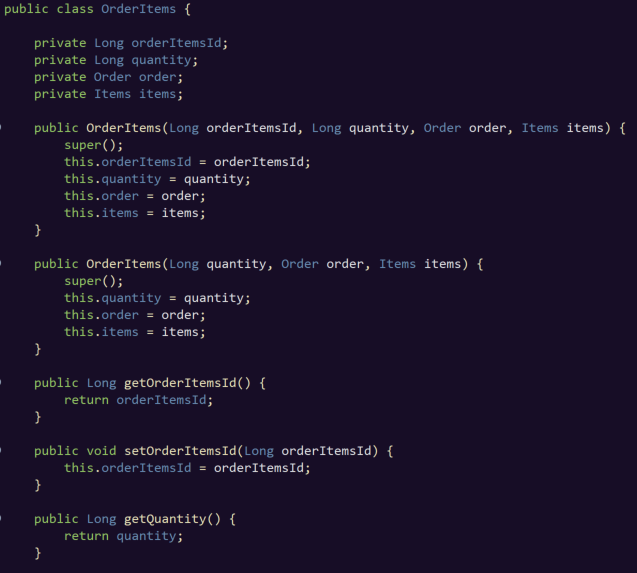 public class OrderItems {
private Long orderItemsId;
private Long quantity;
private Order order;
private Items items;
public OrderItems(Long orderItemsId, Long quantity, Order order, Items items) {
super();
this.orderItemsId = orderItemsId;
this.quantity = quantity;
this.order = order;
this.items = items;
}
public OrderItems(Long quantity, Order order, Items items) {
super();
this.quantity = quantity;
this.order = order;
this.items = items;
}
public Long getOrderItemsId() {
return orderItemsId;
}
public void setOrderItemsId(Long orderItemsId) {
this.orderItemsId = orderItemsId;
}
public Long getQuantity() {
return quantity;
}